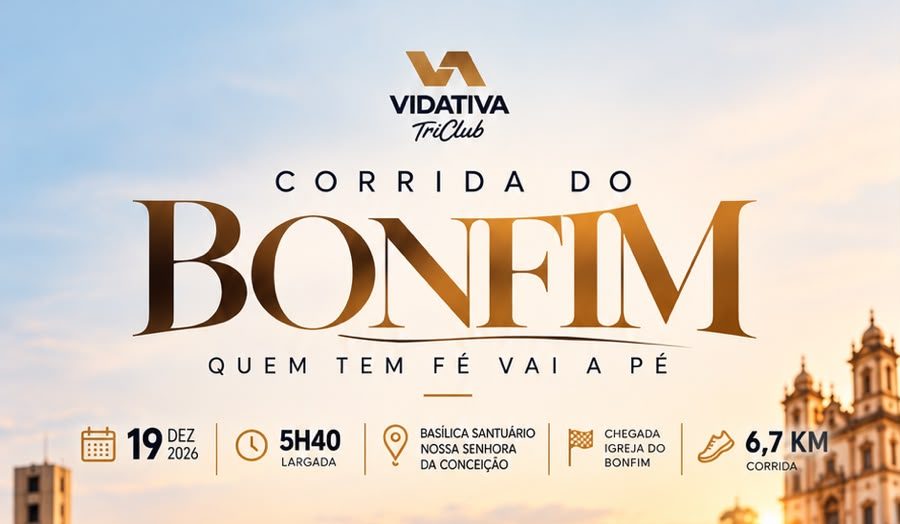 VIDATIVA
TriClub
CORRIDA DO
BONFIM
QUEM TEM FÉ VAI A PÉ
19 DEZ
2026
5H40
LARGADA
BASÍLICA SANTUÁRIO
NOSSA SENHORA
DA CONCEIÇÃO
CHEGADA
IGREJA DO
BONFIM
6,7 KM
CORRIDA